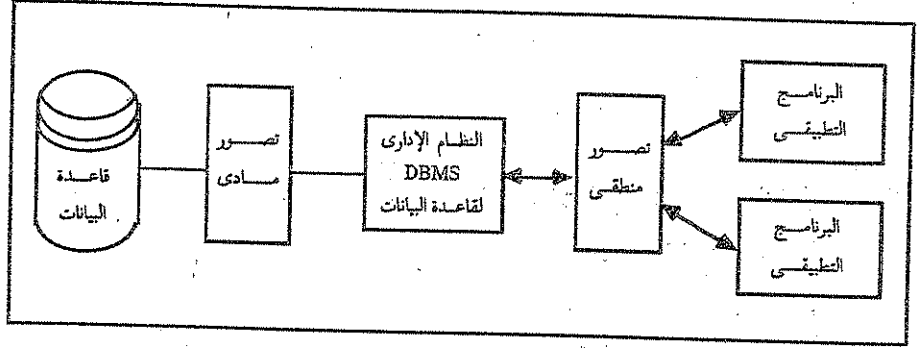 البرنامج
التطبيقى
البرنامج
التطبيقى
تصور
منطقى
النظام الإدارى
DBMS
لقاعدة البيانات
تصور
مادى
قاعدة
البيانات